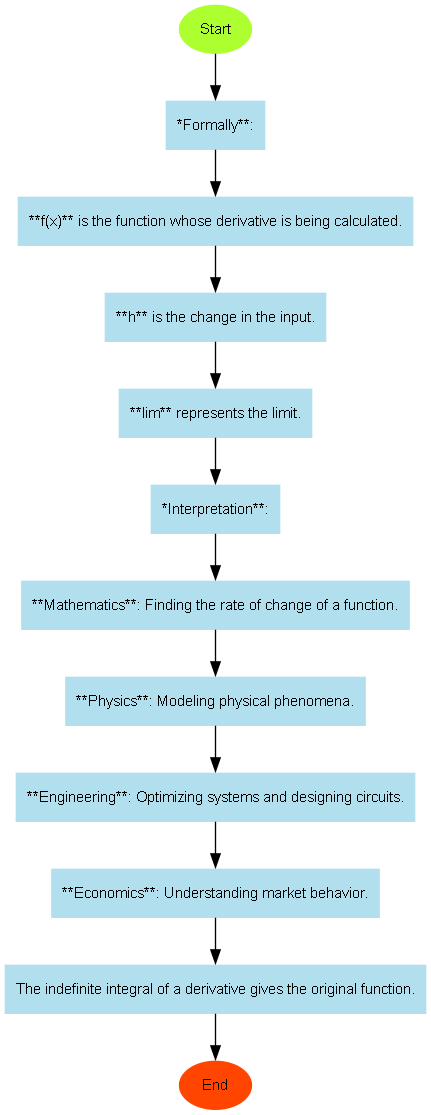 Start
*Formally**:
**f(x)** is the function whose derivative is being calculated.
**h** is the change in the input.
**lim** represents the limit.
*Interpretation**:
**Mathematics**: Finding the rate of change of a function.
**Physics**: Modeling physical phenomena.
**Engineering**: Optimizing systems and designing circuits.
**Economics**: Understanding market behavior.
The indefinite integral of a derivative gives the original function.
End